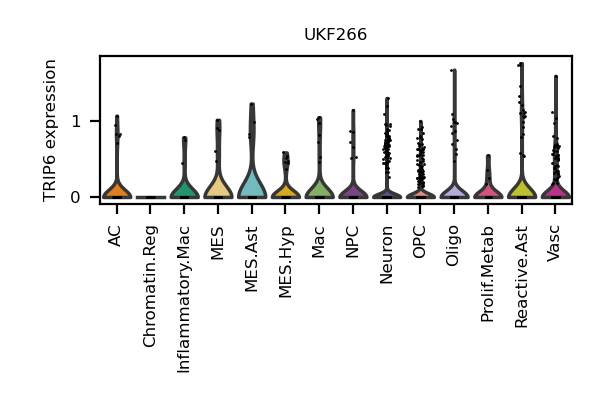 UKF266
TRIP6 expression
1
0
AC
Chromatin.Reg
Inflammatory.Mac
MES
MES.Ast
MES.Hyp
Mac
NPC
Neuron
OPC
Oligo
Prolif.Metab
Reactive.Ast
Vasc